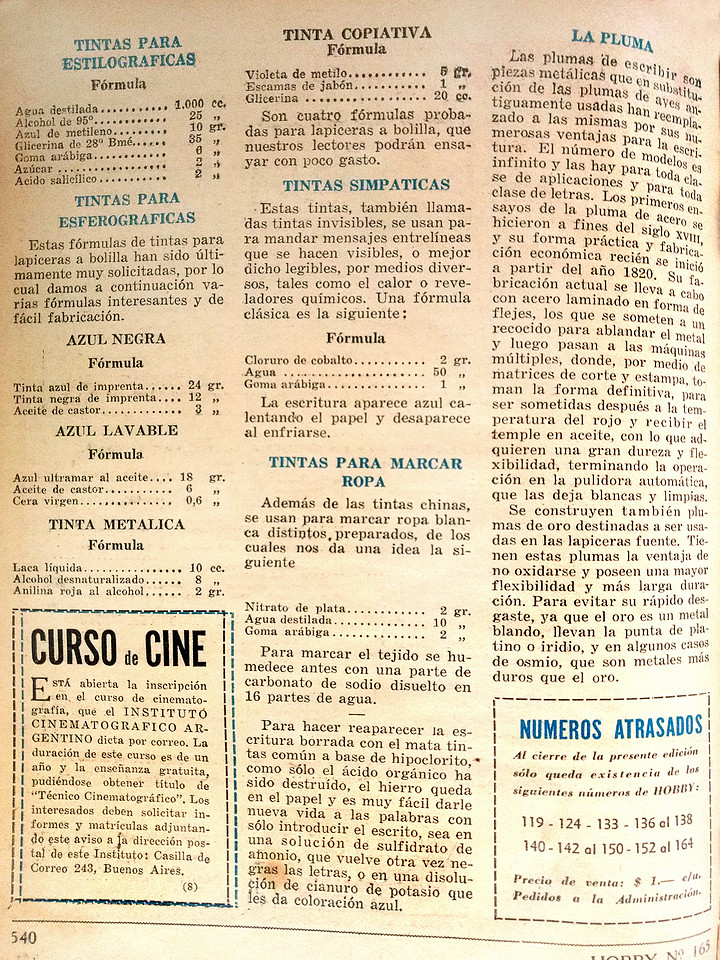 TINTAS PARA
ESTILOGRAFICAS
Fórmula
Agua destilada........... 1.000 cc.
Alcohol de 95°............ 25 „
Azul de metileno.......... 10 gr.
Glicerina de 28º Bmé...... 35 „
Goma arábiga.............. 6 „
Azúcar ................... 2 „
Acido salicílico.......... 2 „
TINTAS PARA
ESFEROGRAFICAS
Estas fórmulas de tintas para
lapiceras a bolilla han sido últi-
mamente muy solicitadas, por lo
cual damos a continuación va-
rias fórmulas interesantes y de
fácil fabricación.
AZUL NEGRA
Fórmula
Tinta azul de imprenta...... 24 gr.
Tinta negra de imprenta.... 12 „
Aceite de castor............ 3 „
AZUL LAVABLE
Fórmula
Azul ultramar al aceite.... 18 gr.
Aceite de castor........... 6 „
Cera virgen................ 0,6 „
TINTA METALICA
Fórmula
Laca líquida............... 10 cc.
Alcohol desnaturalizado...... 8 „
Anilina roja al alcohol...... 2 gr.
CURSO de CINE
ESTÁ abierta la inscripción
en el curso de cinemato-
grafía, que el INSTITUTO
CINEMATOGRAFICO AR-
GENTINO dicta por correo. La
duración de este curso es de un
año y la enseñanza gratuita,
pudiéndose obtener título de
“Técnico Cinematográfico”. Los
interesados deben solicitar in-
formes y matrículas adjuntan-
do este aviso a la dirección pos-
tal de este Instituto: Casilla de
Correo 243, Buenos Aires.
(8)
TINTA COPIATIVA
Fórmula
Violeta de metilo............ 5 gr.
Escamas de jabón............ 1 „
Glicerina .................. 20 cc.
Son cuatro fórmulas proba-
das para lapiceras a bolilla, que
nuestros lectores podrán ensa-
yar con poco gasto.
TINTAS SIMPATICAS
Estas tintas, también llama-
das tintas invisibles, se usan pa-
ra mandar mensajes entrelíneas
que se hacen visibles, o mejor
dicho legibles, por medios diver-
sos, tales como el calor o reve-
ladores químicos. Una fórmula
clásica es la siguiente:
Fórmula
Cloruro de cobalto........... 2 gr.
Agua ..................... 50 „
Goma arábiga.............. 1 „
La escritura aparece azul ca-
lentando el papel y desaparece
al enfriarse.
TINTAS PARA MARCAR
ROPA
Además de las tintas chinas,
se usan para marcar ropa blan-
ca distintos preparados, de los
cuales nos da una idea la si-
guiente
Nitrato de plata............ 2 gr.
Agua destilada............. 10 „
Goma arábiga.............. 2 „
Para marcar el tejido se hu-
medece antes con una parte de
carbonato de sodio disuelto en
16 partes de agua.
Para hacer reaparecer la es-
critura borrada con el mata tin-
tas común a base de hipoclorito,
como sólo el ácido orgánico ha
sido destruído, el hierro queda
en el papel y es muy fácil darle
nueva vida a las palabras con
sólo introducir el escrito, sea en
una solución de sulfidrato de
amonio, que vuelve otra vez ne-
gras las letras, o en una disolu-
ción de cianuro de potasio que
les da coloración azul.
LA PLUMA
Las plumas de escribir son
piezas metálicas que en substitu-
ción de las plumas de aves an-
tiguamente usadas han reempla-
zado a las mismas por sus nu-
merosas ventajas para la escri-
tura. El número de modelos es
infinito y las hay para toda cla-
se de aplicaciones y para toda
clase de letras. Los primeros en-
sayos de la pluma de acero se
hicieron a fines del siglo XVIII,
y su forma práctica y fabrica-
ción económica recién se inició
a partir del año 1820. Su fa-
bricación actual se lleva a cabo
con acero laminado en forma de
flejes, los que se someten a un
recocido para ablandar el metal
y luego pasan a las máquinas
múltiples, donde, por medio de
matrices de corte y estampa, to-
man la forma definitiva, para
ser sometidas después a la tem-
peratura del rojo y recibir el
temple en aceite, con lo que ad-
quieren una gran dureza y fle-
xibilidad, terminando la opera-
ción en la pulidora automática,
que las deja blancas y limpias.
Se construyen también plu-
mas de oro destinadas a ser usa-
das en las lapiceras fuente. Tie-
nen estas plumas la ventaja de
no oxidarse y poseen una mayor
flexibilidad y más larga dura-
ción. Para evitar su rápido des-
gaste, ya que el oro es un metal
blando, llevan la punta de pla-
tino o iridio, y en algunos casos
de osmio, que son metales más
duros que el oro.
NUMEROS ATRASADOS
Al cierre de la presente edición
sólo queda existencia de los
siguientes números de HOBBY:
119 - 124 - 133 - 136 al 138
140 - 142 al 150 - 152 al 164
Precio de venta: $ 1.— c/u.
Pedidos a la Administración.
540
HOBBY Nº 165